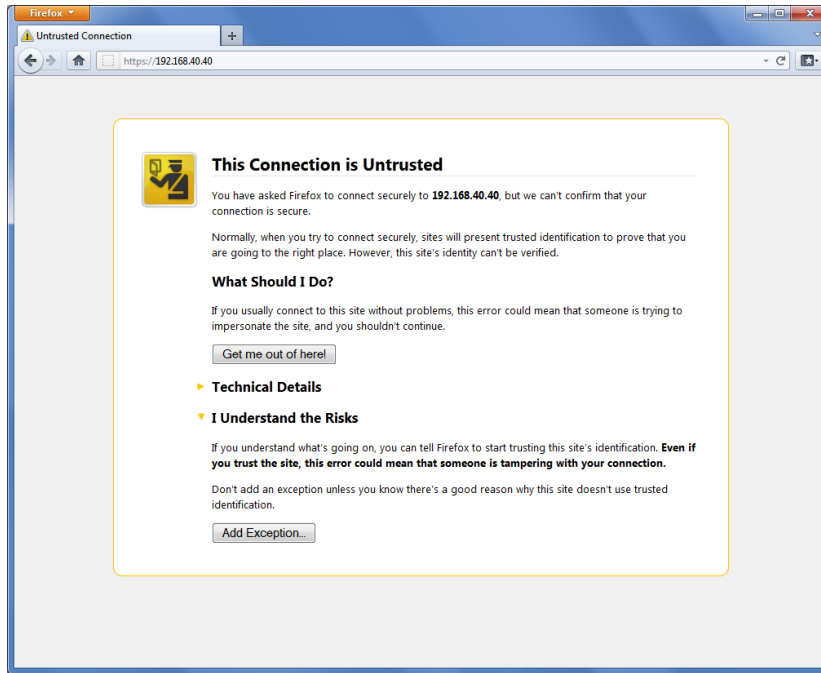 Firefox
Untrusted Connection
https://192.168.40.40
This Connection is Untrusted
You have asked Firefox to connect securely to 192.168.40.40, but we can't confirm that your
connection is secure.
Normally, when you try to connect securely, sites will present trusted identification to prove that you
are going to the right place. However, this site's identity can't be verified.
What Should I Do?
If you usually connect to this site without problems, this error could mean that someone is trying to
impersonate the site, and you shouldn't continue.
Get me out of here!
Technical Details
I Understand the Risks
If you understand what's going on, you can tell Firefox to start trusting this site's identification. Even if
you trust the site, this error could mean that someone is tampering with your connection.
Don't add an exception unless you know there's a good reason why this site doesn't use trusted
identification.
Add Exception...